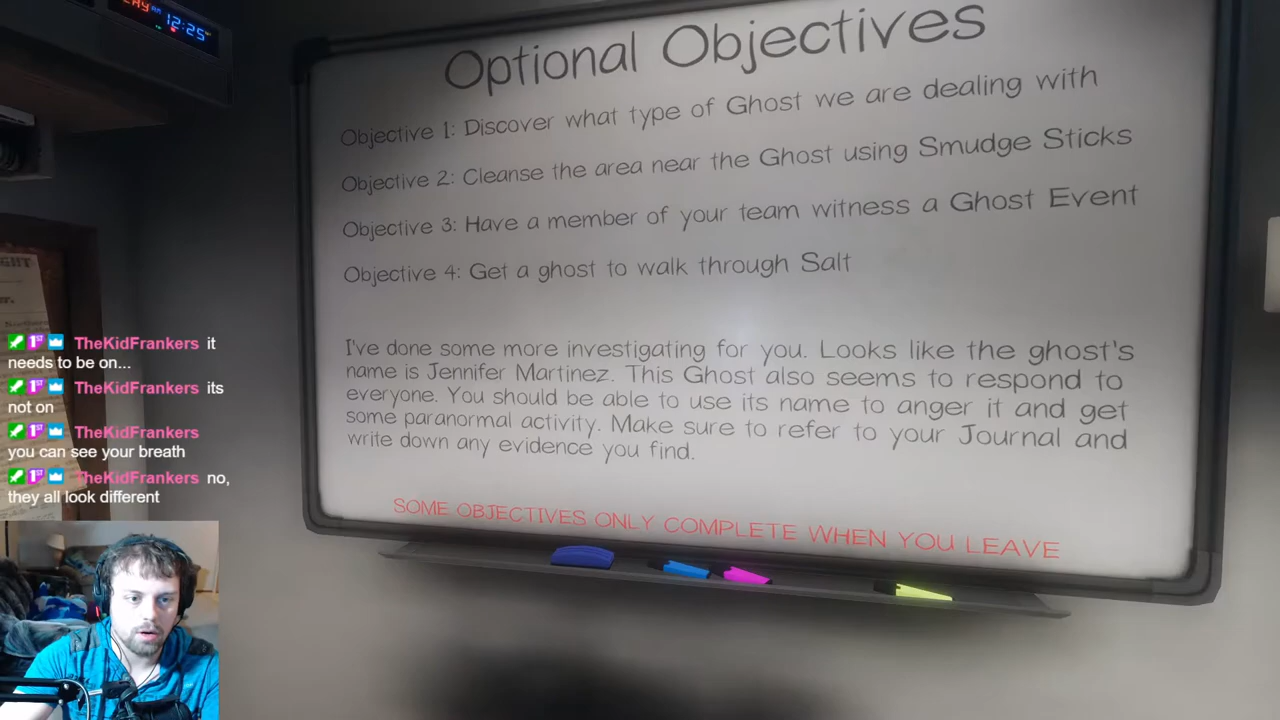 12:25
Optional Objectives
Objective 1: Discover what type of Ghost we are dealing with
Objective 2: Cleanse the area near the Ghost using Smudge Sticks
Objective 3: Have a member of your team witness a Ghost Event
Objective 4: Get a ghost to walk through Salt
I've done some more investigating for you. Looks like the ghost's
name is Jennifer Martinez. This Ghost also seems to respond to
everyone. You should be able to use its name to anger it and get
some paranormal activity. Make sure to refer to your Journal and
write down any evidence you find.
SOME OBJECTIVES ONLY COMPLETE WHEN YOU LEAVE
TheKidFrankers it
needs to be on...
TheKidFrankers its
not on
TheKidFrankers
you can see your breath
TheKidFrankers no,
they all look different